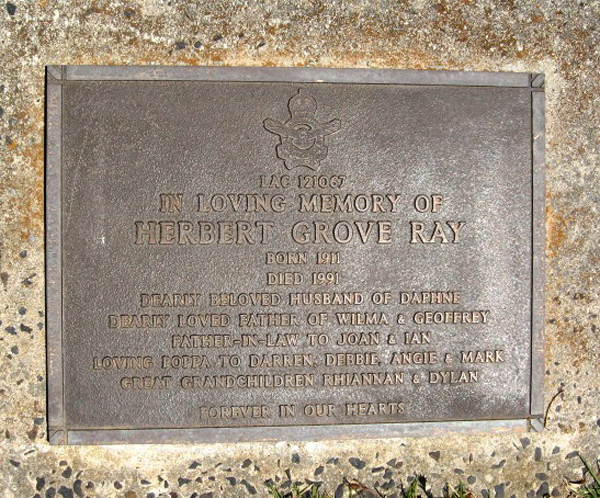 LAC 121067
IN LOVING MEMORY OF
HERBERT GROVE RAY
BORN 1911
DIED 1991
DEARLY BELOVED HUSBAND OF DAPHNE
DEARLY LOVED FATHER OF WILMA & GEOFFREY
FATHER-IN-LAW TO JOAN & IAN
LOVING POPPA TO DARREN, DEBBIE, ANGIE & MARK
GREAT GRANDCHILDREN RHIANNAN & DYLAN
FOREVER IN OUR HEARTS